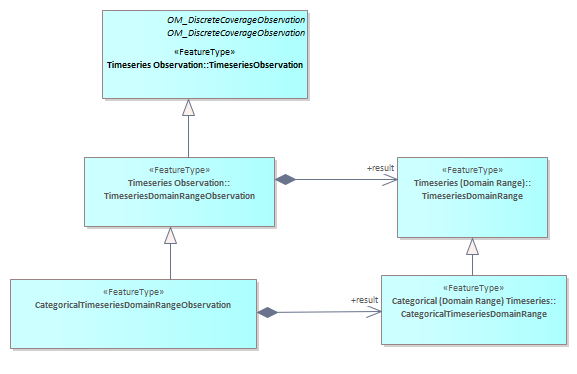 OM_DiscreteCoverageObservation
OM_DiscreteCoverageObservation
«FeatureType»
Timeseries Observation::TimeseriesObservation
«FeatureType»
Timeseries Observation::
TimeseriesDomainRangeObservation
+result
«FeatureType»
Timeseries (Domain Range)::
TimeseriesDomainRange
«FeatureType»
CategoricalTimeseriesDomainRangeObservation
+result
«FeatureType»
Categorical (Domain Range) Timeseries::
CategoricalTimeseriesDomainRange